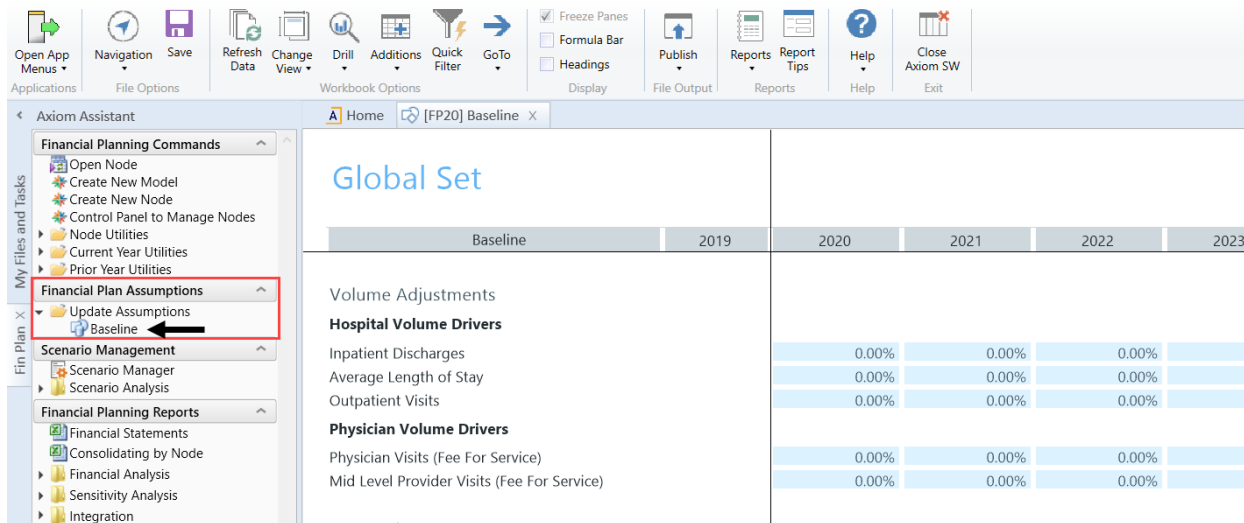 Open App Menus
Navigation
Save
Refresh Data
Change View
Drill
Additions
Quick Filter
GoTo
Freeze Panes
Formula Bar
Headings
Publish
Reports
Report Tips
Help
Close Axiom SW
Applications
File Options
Workbook Options
Display
File Output
Reports
Help
Exit
My Files and Tasks
Fin Plan
Axiom Assistant
Financial Planning Commands
Open Node
Create New Model
Create New Node
Control Panel to Manage Nodes
Node Utilities
Current Year Utilities
Prior Year Utilities
Financial Plan Assumptions
Update Assumptions
Baseline
Scenario Management
Scenario Manager
Scenario Analysis
Financial Planning Reports
Financial Statements
Consolidating by Node
Financial Analysis
Sensitivity Analysis
Integration
A Home [FP20] Baseline X
Global Set
Baseline 2019 2020 2021 2022 2023
Volume Adjustments
Hospital Volume Drivers
Inpatient Discharges 0.00% 0.00% 0.00%
Average Length of Stay 0.00% 0.00% 0.00%
Outpatient Visits 0.00% 0.00% 0.00%
Physician Volume Drivers
Physician Visits (Fee For Service) 0.00% 0.00% 0.00%
Mid Level Provider Visits (Fee For Service) 0.00% 0.00% 0.00%